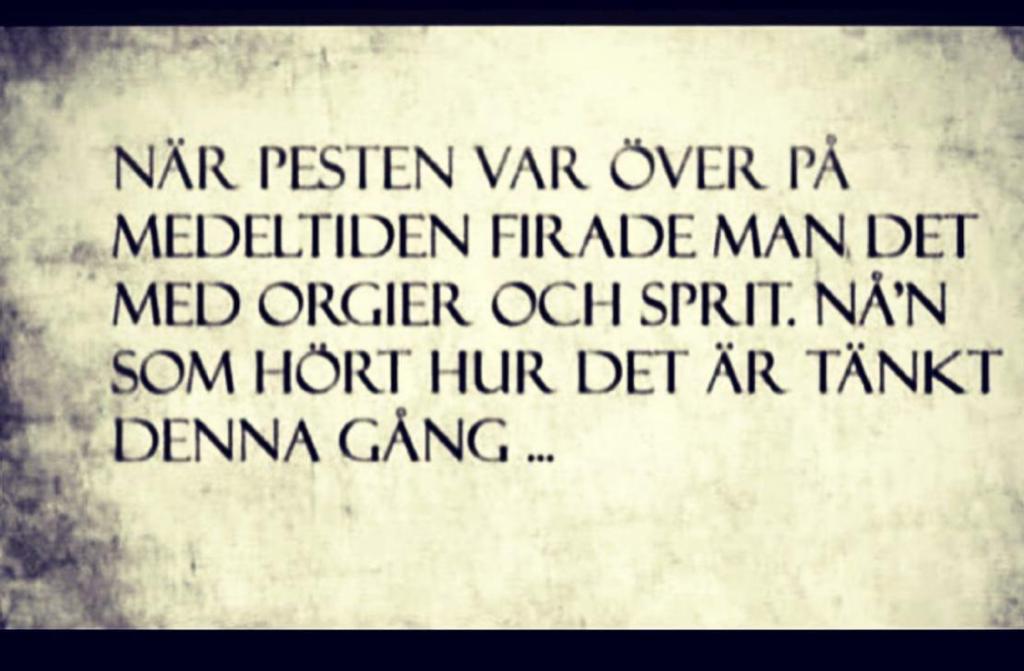 NÄR PESTEN VAR ÖVER PÅ
MEDELTIDEN FIRADE MAN DET
MED ORGIER OCH SPRIT. NÅ'N
SOM HÖRT HUR DET ÄR TÄNKT
DENNA GÅNG ...